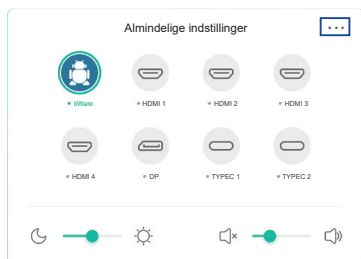 Almindelige indstillinger
iiWare
HDMI 1
HDMI 2
HDMI 3
HDMI 4
DP
TYPEC 1
TYPEC 2